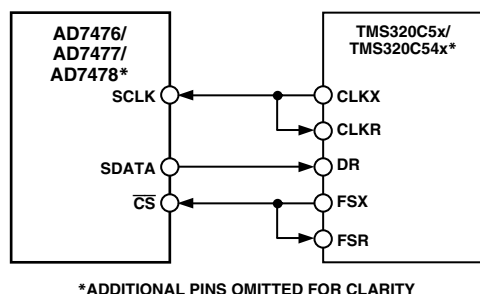 AD7476/
AD7477/
AD7478*
TMS320C5x/
TMS320C54x*
SCLK
CLKX
CLKR
SDATA
DR
CS
FSX
FSR
*ADDITIONAL PINS OMITTED FOR CLARITY